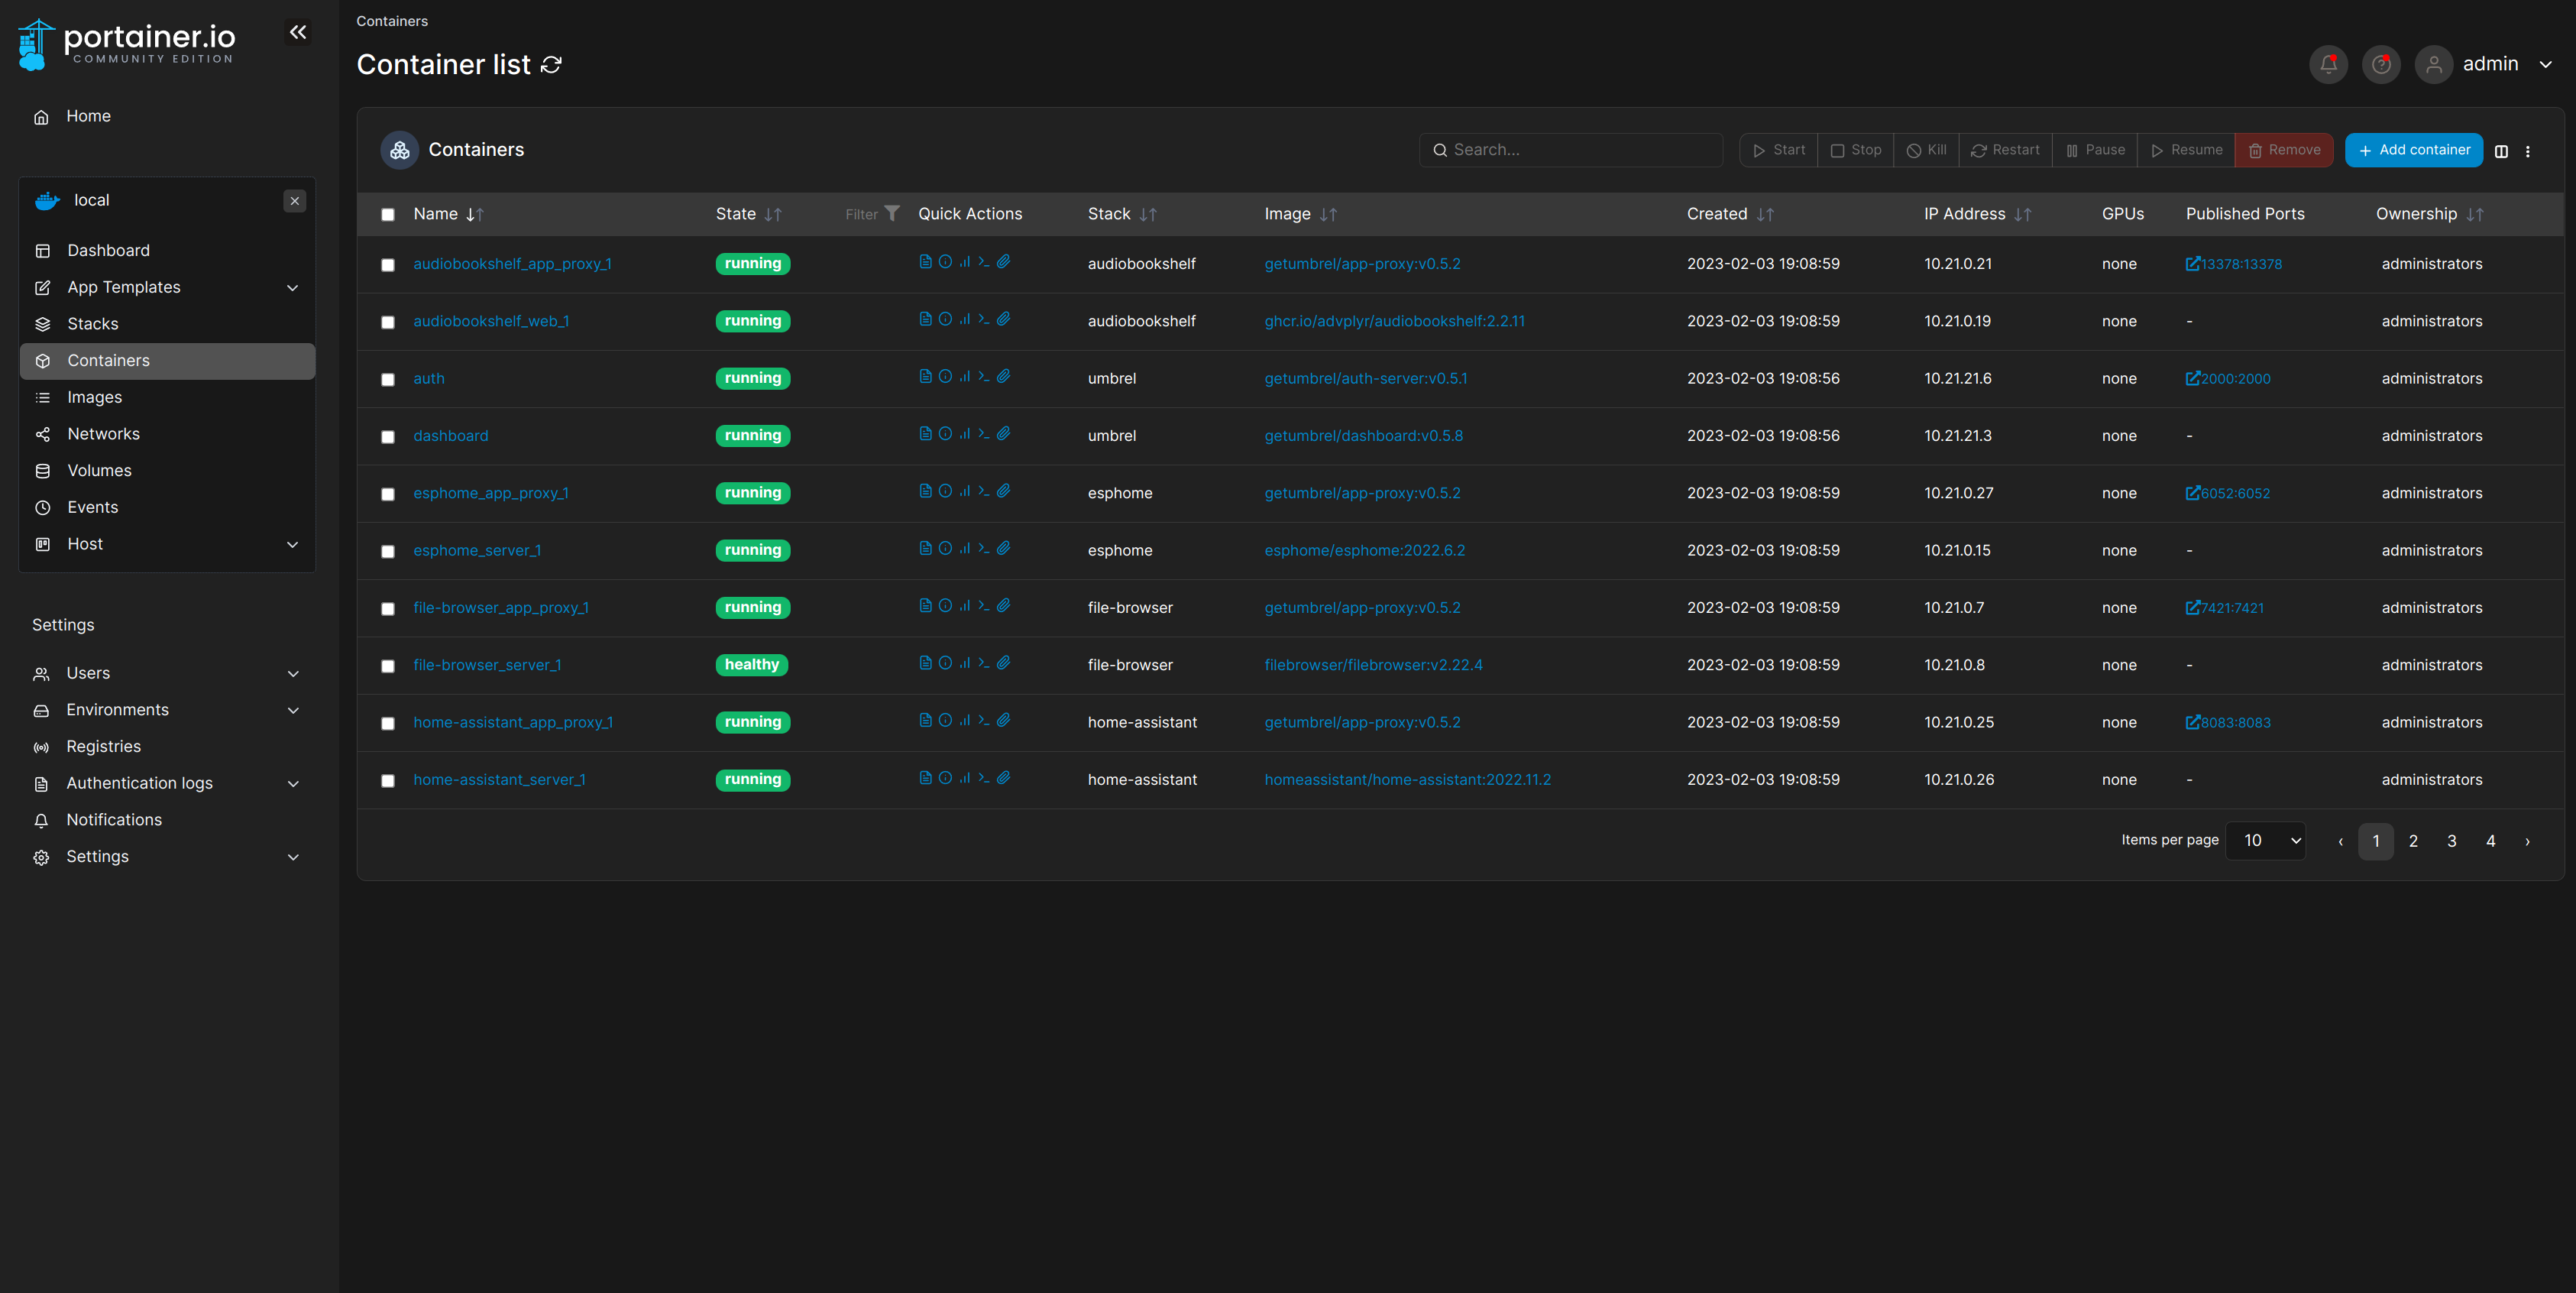 portainer.io
COMMUNITY EDITION
Home
local
Dashboard
App Templates
Stacks
Containers
Images
Networks
Volumes
Events
Host
Settings
Users
Environments
Registries
Authentication logs
Notifications
Settings
Containers
Container list
admin
Containers
Search...
Start Stop Kill Restart Pause Resume Remove Add container
Name State Filter Quick Actions Stack Image Created IP Address GPUs Published Ports Ownership
audiobookshelf_app_proxy_1 running audiobookshelf getumbrel/app-proxy:v0.5.2 2023-02-03 19:08:59 10.21.0.21 none 13378:13378 administrators
audiobookshelf_web_1 running audiobookshelf ghcr.io/advplyr/audiobookshelf:2.2.11 2023-02-03 19:08:59 10.21.0.19 none - administrators
auth running umbrel getumbrel/auth-server:v0.5.1 2023-02-03 19:08:56 10.21.21.6 none 2000:2000 administrators
dashboard running umbrel getumbrel/dashboard:v0.5.8 2023-02-03 19:08:56 10.21.21.3 none - administrators
esphome_app_proxy_1 running esphome getumbrel/app-proxy:v0.5.2 2023-02-03 19:08:59 10.21.0.27 none 6052:6052 administrators
esphome_server_1 running esphome esphome/esphome:2022.6.2 2023-02-03 19:08:59 10.21.0.15 none - administrators
file-browser_app_proxy_1 running file-browser getumbrel/app-proxy:v0.5.2 2023-02-03 19:08:59 10.21.0.7 none 7421:7421 administrators
file-browser_server_1 healthy file-browser filebrowser/filebrowser:v2.22.4 2023-02-03 19:08:59 10.21.0.8 none - administrators
home-assistant_app_proxy_1 running home-assistant getumbrel/app-proxy:v0.5.2 2023-02-03 19:08:59 10.21.0.25 none 8083:8083 administrators
home-assistant_server_1 running home-assistant homeassistant/home-assistant:2022.11.2 2023-02-03 19:08:59 10.21.0.26 none - administrators
Items per page 10 ‹ 1 2 3 4 ›